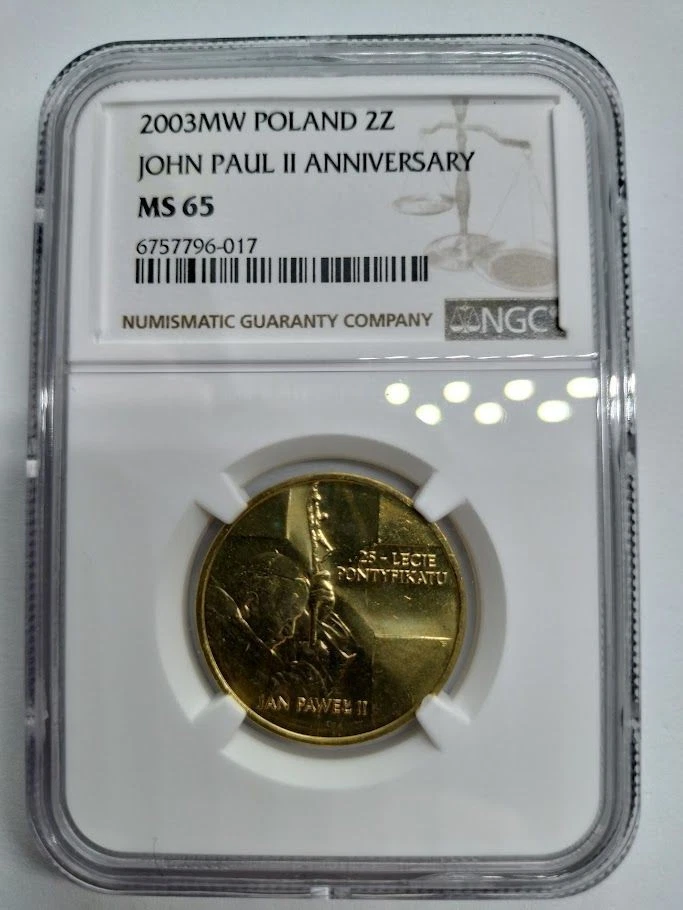 2003MW POLAND 2Z
JOHN PAUL II ANNIVERSARY
MS 65
6757796-017
NUMISMATIC GUARANTY COMPANY NGC
25-LECIE
PONTYFIKATU
JAN PAWEŁ II